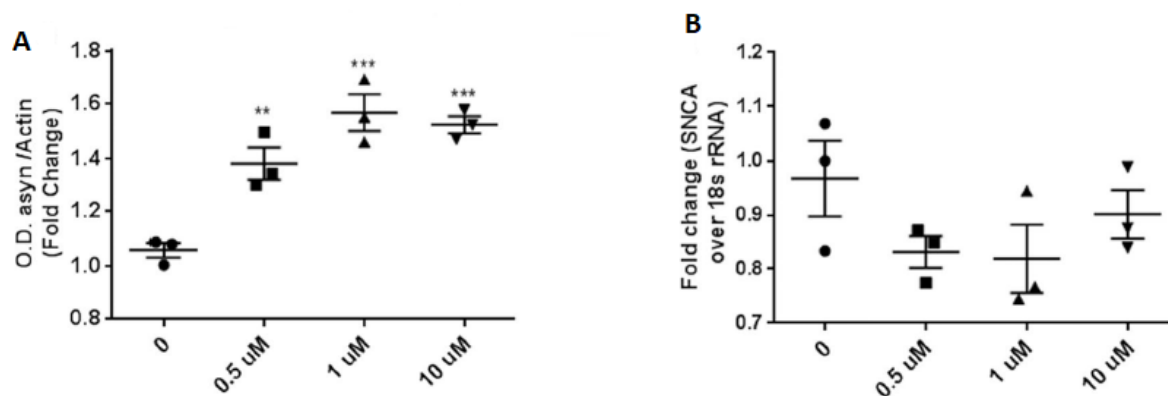 A
O.D. asyn /Actin
(Fold Change)
1.8
1.6
1.4
1.2
1.0
0.8
**
***
***
0
0.5 uM
1 uM
10 uM
B
Fold change (SNCA
over 18s rRNA)
1.2
1.1
1.0
0.9
0.8
0.7
0
0.5 uM
1 uM
10 uM